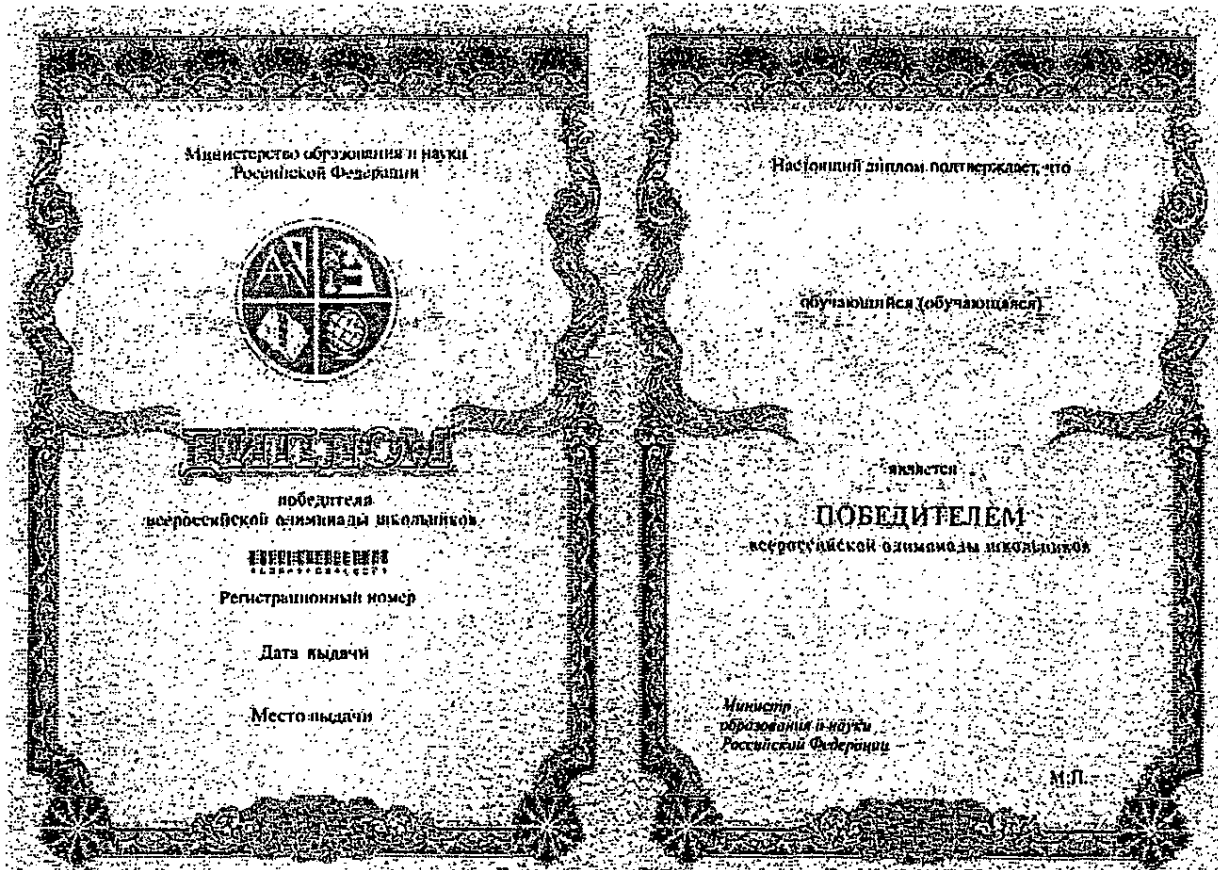 Министерство образования и науки
Российской Федерации
ДИПЛОМ
победителя
всероссийской олимпиады школьников
Регистрационный номер
Дата выдачи
Место выдачи
Настоящий диплом подтверждает, что
обучающийся (обучающаяся)
является
ПОБЕДИТЕЛЕМ
всероссийской олимпиады школьников
Министр
образования и науки
Российской Федерации
М.П.